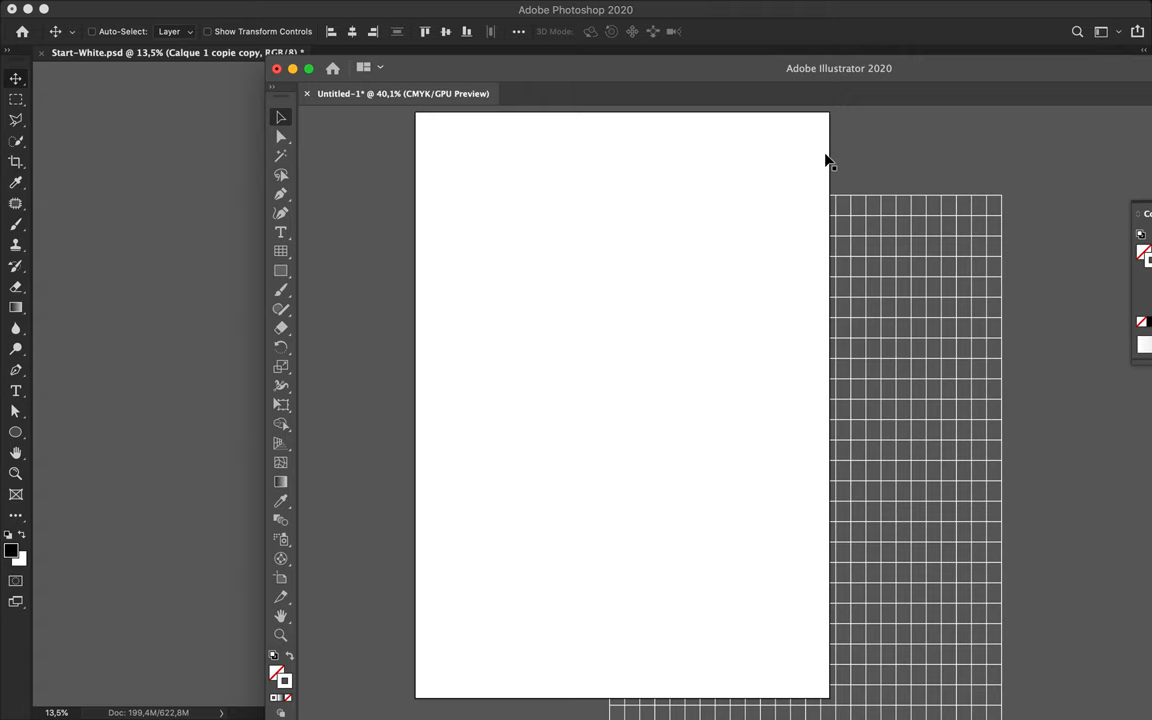 Adobe Photoshop 2020
Auto-Select: Layer Show Transform Controls 3D Mode:
Start-White.psd @ 13,5% (Calque 1 copie copy, RGB/8) *
Adobe Illustrator 2020
Untitled-1* @ 40,1% (CMYK/GPU Preview)
Co
13,5% Doc: 199,4M/622,8M